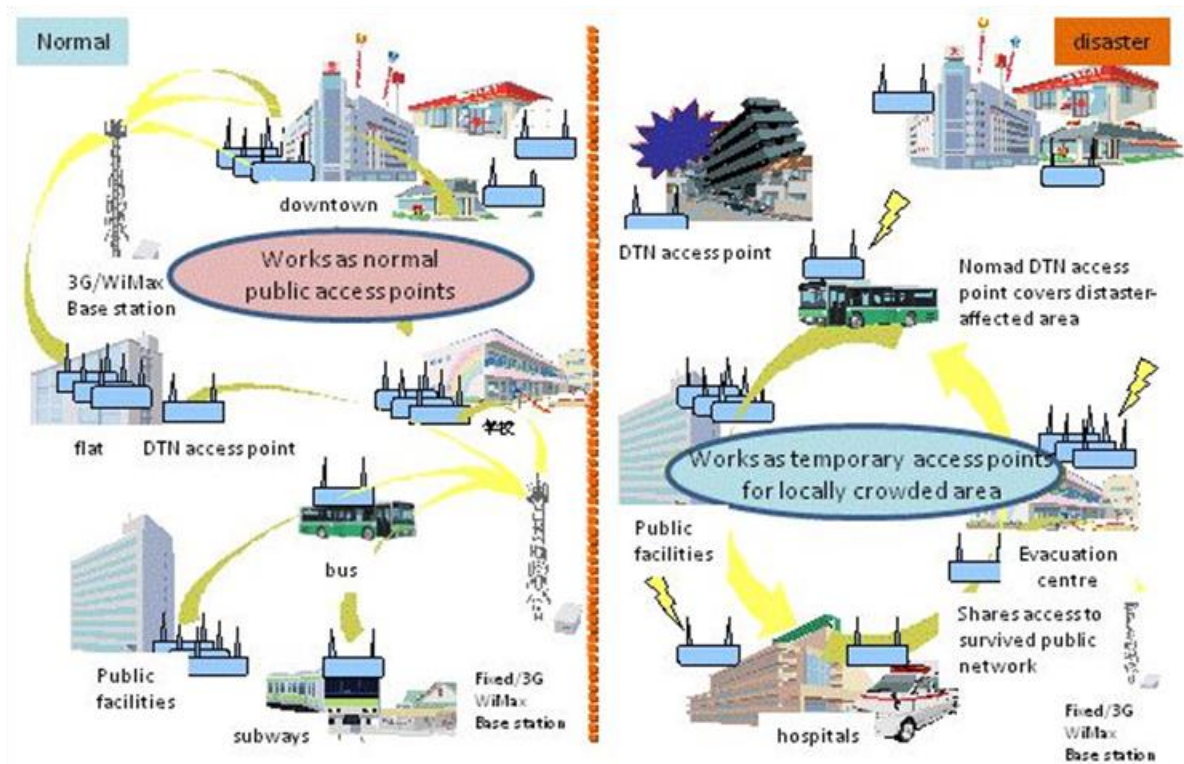 Normal
downtown
3G/WiMax
Base station
Works as normal
public access points
flat
DTN access point
学校
bus
Public
facilities
subways
Fixed/3G
WiMax
Base station
disaster
DTN access point
Nomad DTN access
point covers distaster-
affected area
Works as temporary access points
for locally crowded area
Public
facilities
Evacuation
centre
Shares access to
survived public
network
hospitals
Fixed/3G
WiMax
Base station